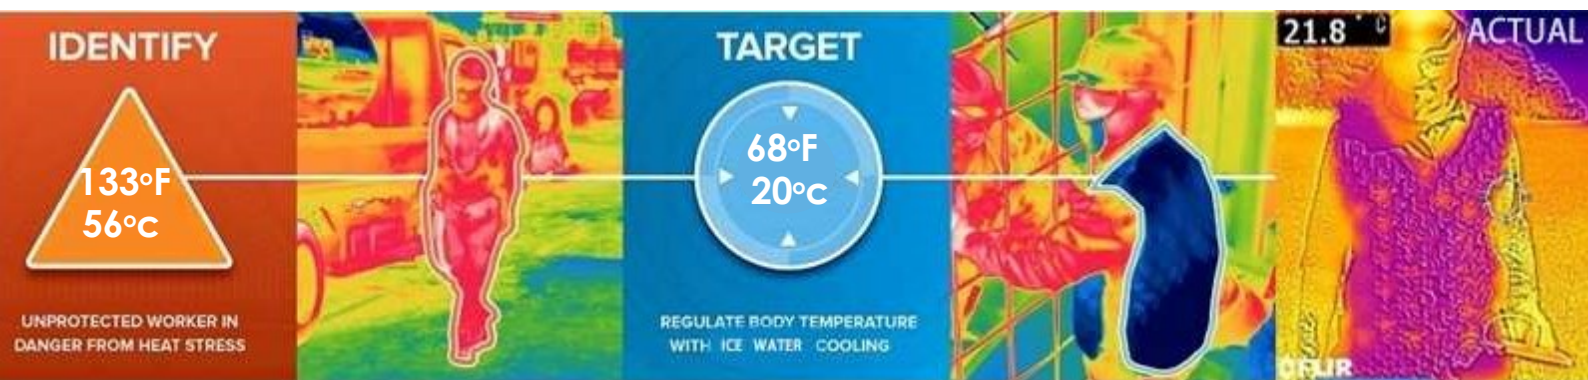 IDENTIFY
133°F
56°C
UNPROTECTED WORKER IN
DANGER FROM HEAT STRESS
TARGET
68°F
20°C
REGULATE BODY TEMPERATURE
WITH ICE WATER COOLING
21.8 °C
ACTUAL
FLIR